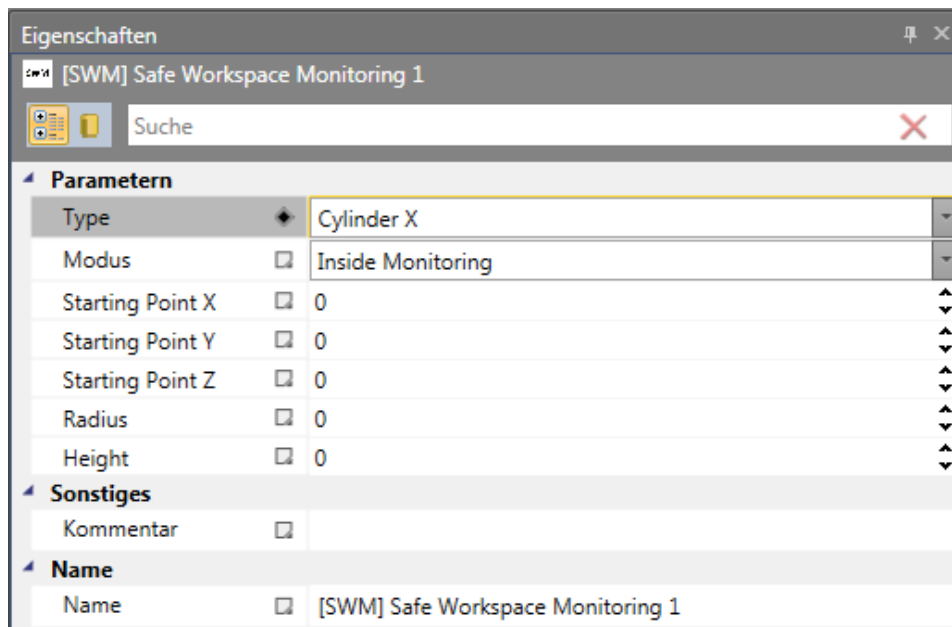 Eigenschaften
SWM [SWM] Safe Workspace Monitoring 1
Suche
Parametern
Type Cylinder X
Modus Inside Monitoring
Starting Point X 0
Starting Point Y 0
Starting Point Z 0
Radius 0
Height 0
Sonstiges
Kommentar
Name
Name [SWM] Safe Workspace Monitoring 1